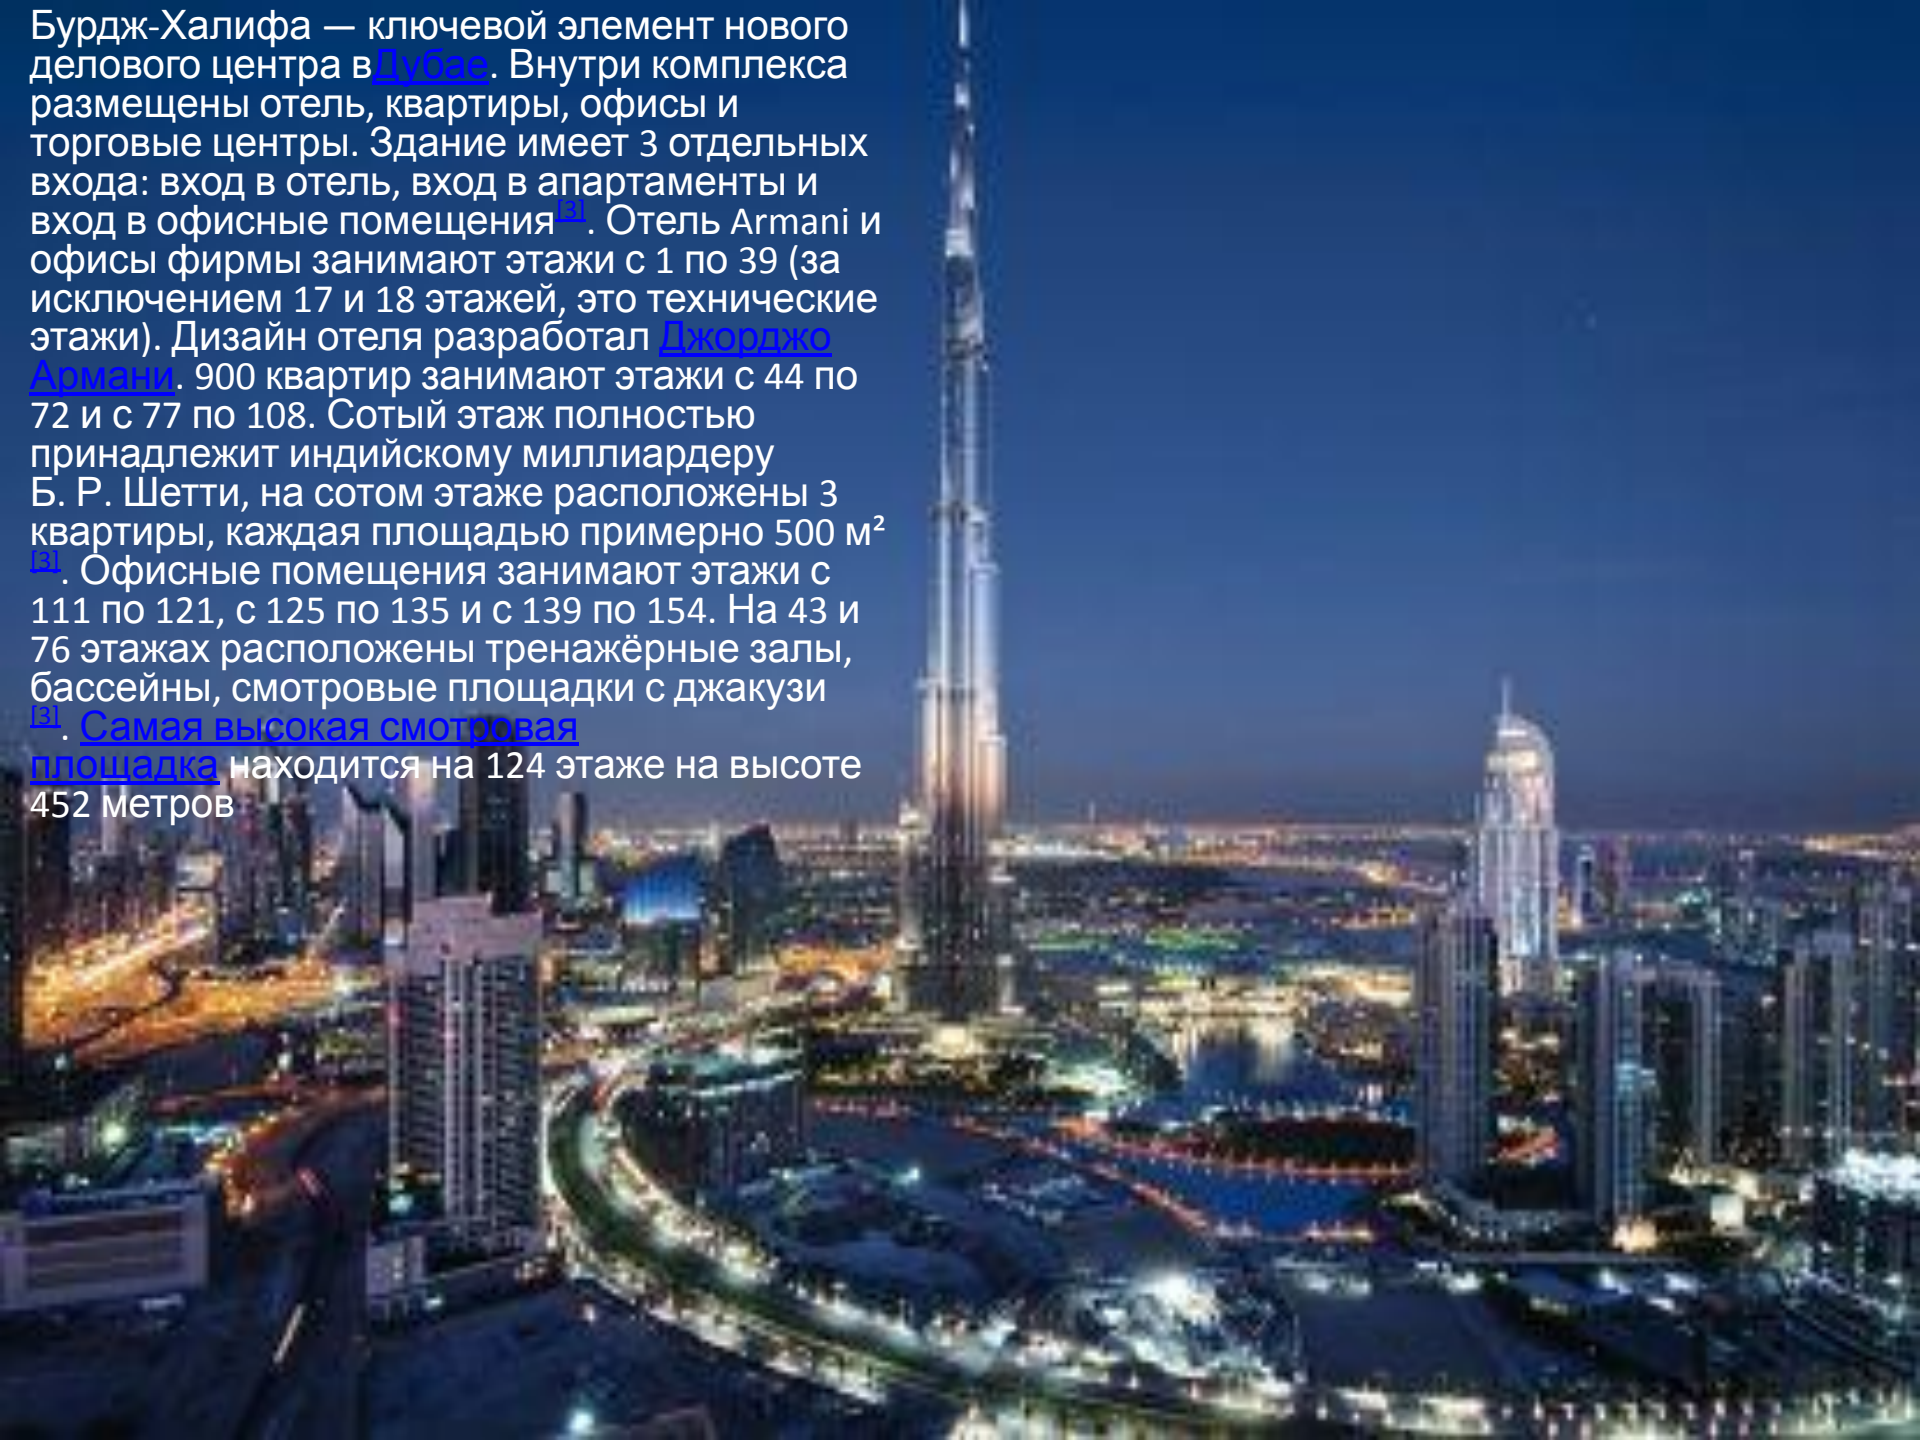 Бурдж-Халифа — ключевой элемент нового
делового центра вДубае. Внутри комплекса
размещены отель, квартиры, офисы и
торговые центры. Здание имеет 3 отдельных
входа: вход в отель, вход в апартаменты и
вход в офисные помещения[3]. Отель Armani и
офисы фирмы занимают этажи с 1 по 39 (за
исключением 17 и 18 этажей, это технические
этажи). Дизайн отеля разработал Джорджо
Армани. 900 квартир занимают этажи с 44 по
72 и с 77 по 108. Сотый этаж полностью
принадлежит индийскому миллиардеру
Б. Р. Шетти, на сотом этаже расположены 3
квартиры, каждая площадью примерно 500 м²
[3]. Офисные помещения занимают этажи с
111 по 121, с 125 по 135 и с 139 по 154. На 43 и
76 этажах расположены тренажёрные залы,
бассейны, смотровые площадки с джакузи
[3]. Самая высокая смотровая
площадка находится на 124 этаже на высоте
452 метров